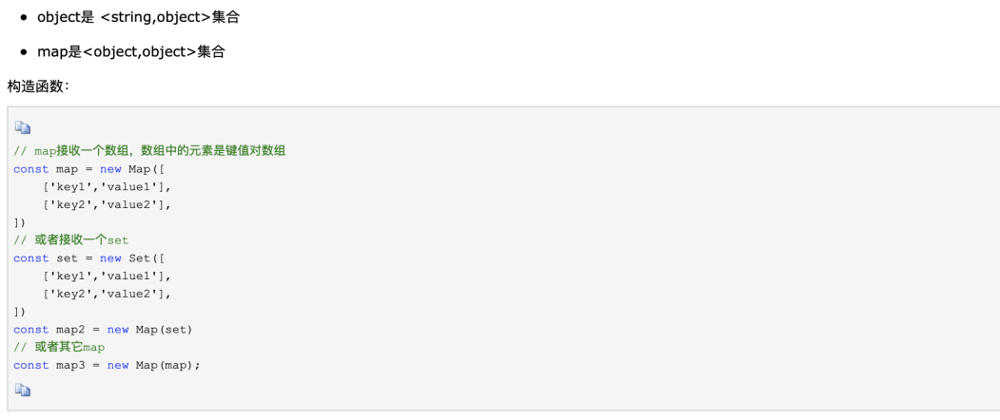 object是 <string,object>集合
map是<object,object>集合
构造函数：
// map接收一个数组，数组中的元素是键值对数组
const map = new Map([
    ['key1','value1'],
    ['key2','value2'],
])
// 或者接收一个set
const set = new Set([
    ['key1','value1'],
    ['key2','value2'],
])
const map2 = new Map(set)
// 或者其它map
const map3 = new Map(map);